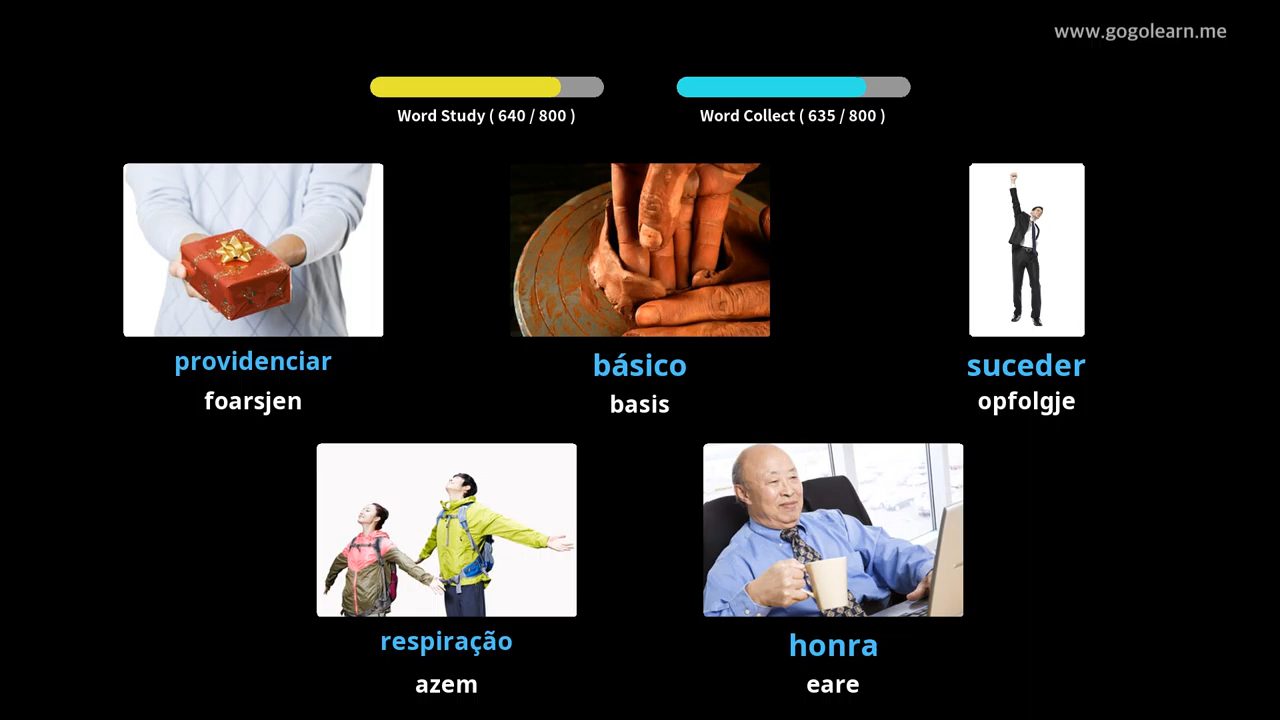 www.gogolearn.me
Word Study ( 640 / 800 )
Word Collect ( 635 / 800 )
providenciar
foarsjen
básico
basis
suceder
opfolgje
respiração
azem
honra
eare